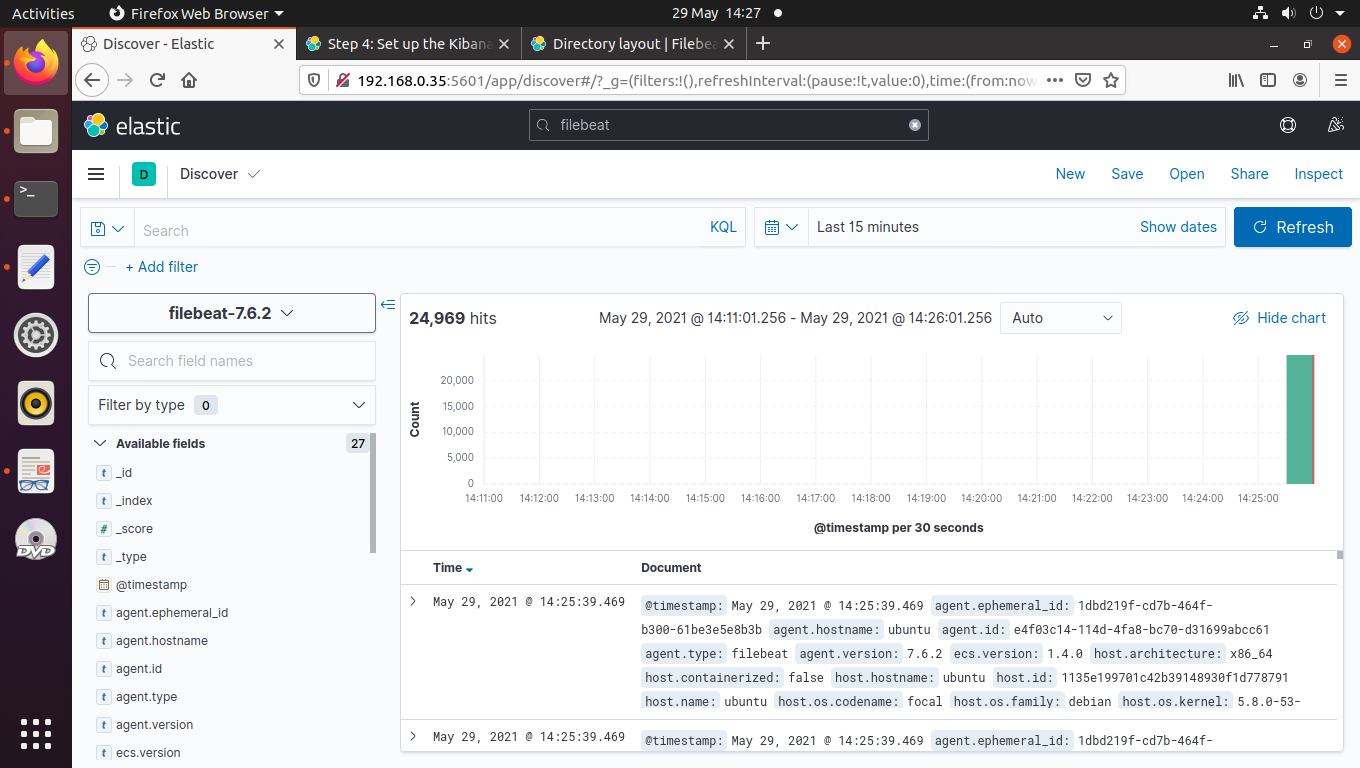 Activities Firefox Web Browser 29 May 14:27
Discover - Elastic Step 4: Set up the Kibana Directory layout | Filebea
192.168.0.35:5601/app/discover#/?_g=(filters:!(),refreshInterval:(pause:!t,value:0),time:(from:now
elastic filebeat
D Discover New Save Open Share Inspect
Search KQL Last 15 minutes Show dates Refresh
+ Add filter
filebeat-7.6.2
24,969 hits May 29, 2021 @ 14:11:01.256 - May 29, 2021 @ 14:26:01.256 Auto Hide chart
Search field names
Filter by type 0
Available fields 27
t _id
t _index
# _score
t _type
@timestamp
t agent.ephemeral_id
t agent.hostname
t agent.id
t agent.type
t agent.version
t ecs.version
Count
20,000
15,000
10,000
5,000
0
14:11:00 14:12:00 14:13:00 14:14:00 14:15:00 14:16:00 14:17:00 14:18:00 14:19:00 14:20:00 14:21:00 14:22:00 14:23:00 14:24:00 14:25:00
@timestamp per 30 seconds
Time Document
May 29, 2021 @ 14:25:39.469 @timestamp: May 29, 2021 @ 14:25:39.469 agent.ephemeral_id: 1dbd219f-cd7b-464f-
b300-61be3e5e8b3b agent.hostname: ubuntu agent.id: e4f03c14-114d-4fa8-bc70-d31699abcc61
agent.type: filebeat agent.version: 7.6.2 ecs.version: 1.4.0 host.architecture: x86_64
host.containerized: false host.hostname: ubuntu host.id: 1135e199701c42b39148930f1d778791
host.name: ubuntu host.os.codename: focal host.os.family: debian host.os.kernel: 5.8.0-53-
May 29, 2021 @ 14:25:39.469 @timestamp: May 29, 2021 @ 14:25:39.469 agent.ephemeral_id: 1dbd219f-cd7b-464f-
>_
DVD